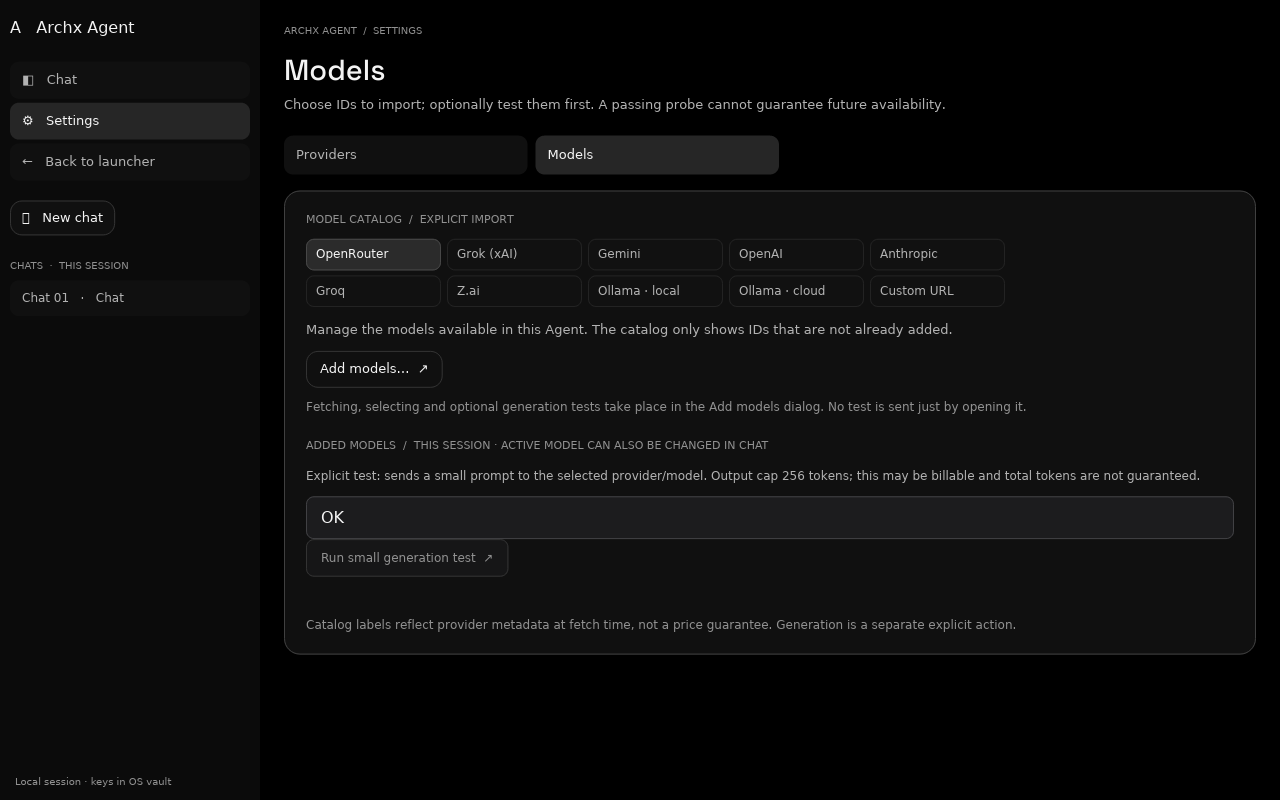 A Archx Agent
Chat
Settings
← Back to launcher
New chat
CHATS · THIS SESSION
Chat 01 · Chat
Local session · keys in OS vault
ARCHX AGENT / SETTINGS
Models
Choose IDs to import; optionally test them first. A passing probe cannot guarantee future availability.
Providers
Models
MODEL CATALOG / EXPLICIT IMPORT
OpenRouter
Grok (xAI)
Gemini
OpenAI
Anthropic
Groq
Z.ai
Ollama · local
Ollama · cloud
Custom URL
Manage the models available in this Agent. The catalog only shows IDs that are not already added.
Add models... ↗
Fetching, selecting and optional generation tests take place in the Add models dialog. No test is sent just by opening it.
ADDED MODELS / THIS SESSION · ACTIVE MODEL CAN ALSO BE CHANGED IN CHAT
Explicit test: sends a small prompt to the selected provider/model. Output cap 256 tokens; this may be billable and total tokens are not guaranteed.
OK
Run small generation test ↗
Catalog labels reflect provider metadata at fetch time, not a price guarantee. Generation is a separate explicit action.